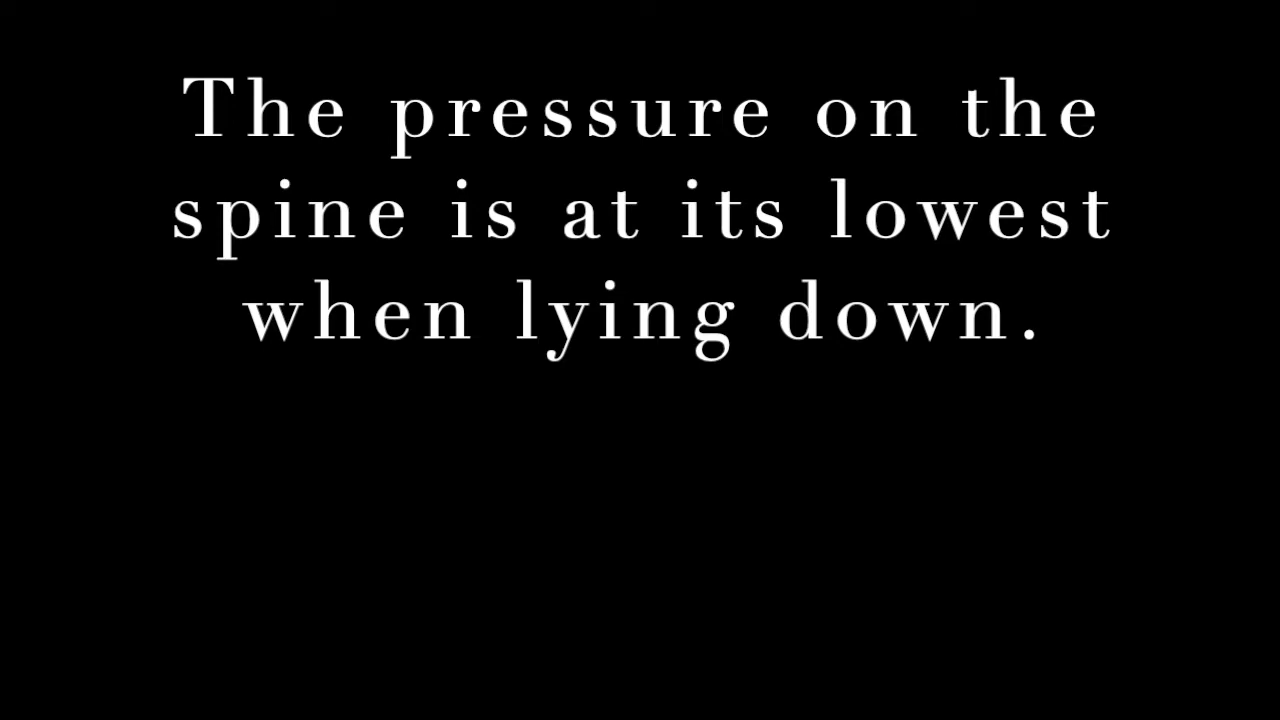 The pressure on the
spine is at its lowest
when lying down.